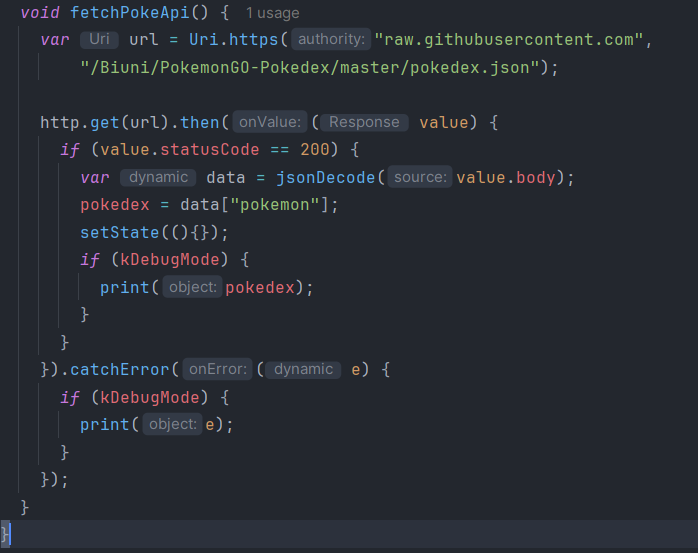 void fetchPokeApi() { 1 usage
var Uri url = Uri.https( authority: "raw.githubusercontent.com",
"/Biuni/PokemonGO-Pokedex/master/pokedex.json");
http.get(url).then( onValue: ( Response value) {
if (value.statusCode == 200) {
var dynamic data = jsonDecode( source: value.body);
pokedex = data["pokemon"];
setState((){});
if (kDebugMode) {
print( object: pokedex);
}
}
}).catchError( onError: ( dynamic e) {
if (kDebugMode) {
print( object: e);
}
});
}
}